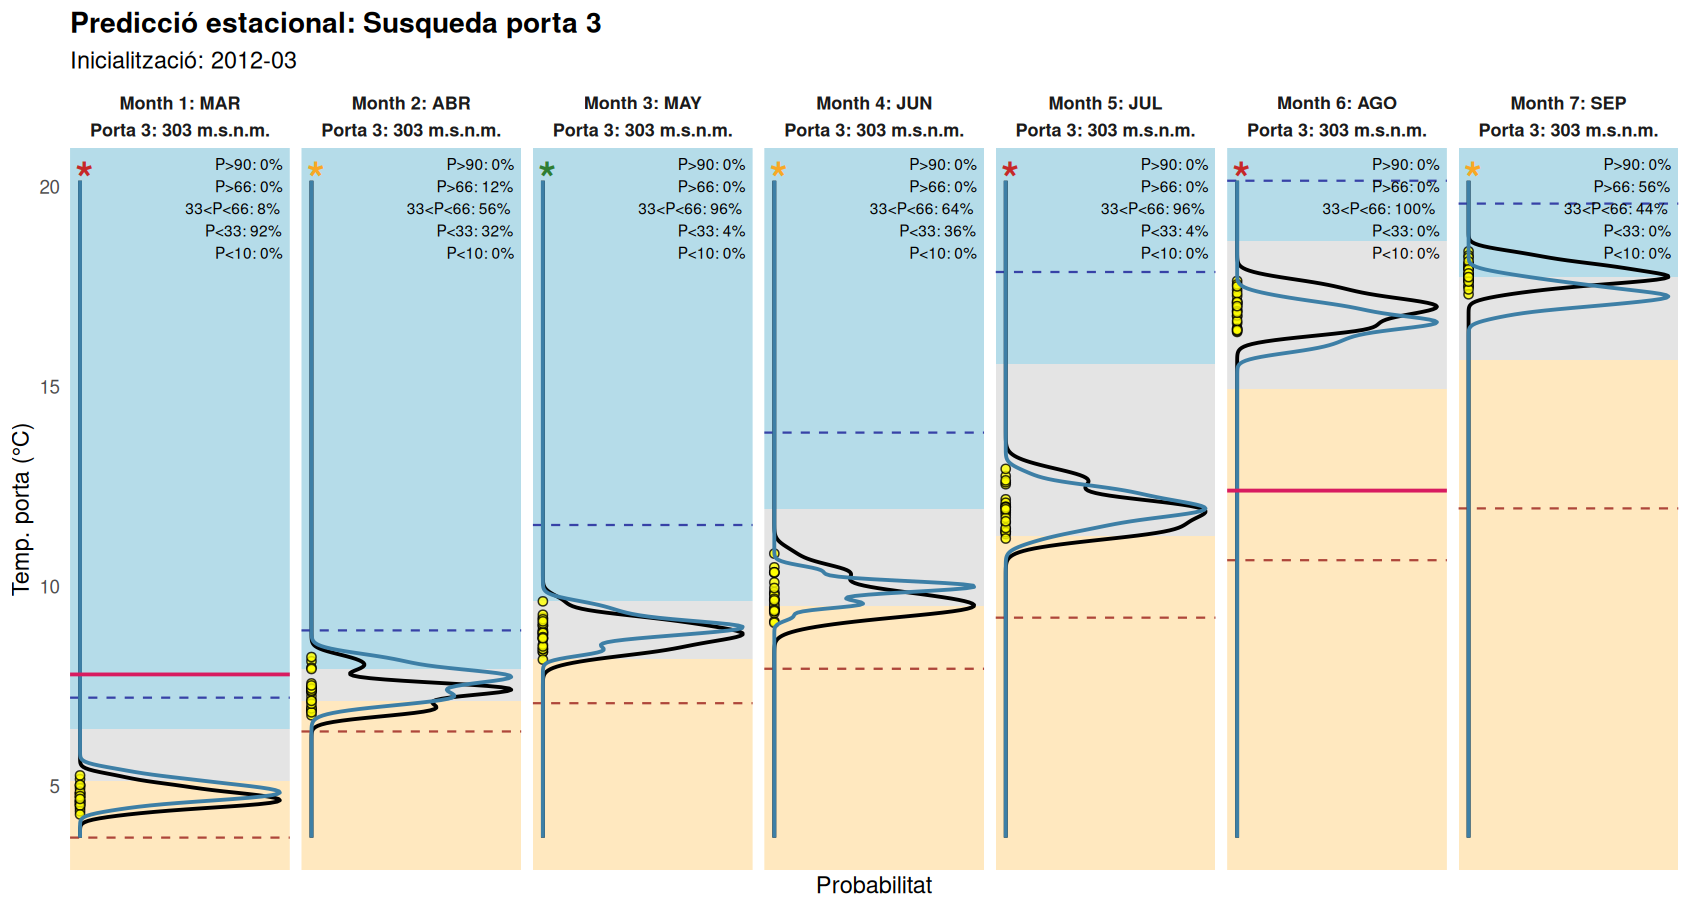 Predicció estacional: Susqueda porta 3
Inicialització: 2012-03
Month 1: MAR
Porta 3: 303 m.s.n.m.
Month 2: ABR
Porta 3: 303 m.s.n.m.
Month 3: MAY
Porta 3: 303 m.s.n.m.
Month 4: JUN
Porta 3: 303 m.s.n.m.
Month 5: JUL
Porta 3: 303 m.s.n.m.
Month 6: AGO
Porta 3: 303 m.s.n.m.
Month 7: SEP
Porta 3: 303 m.s.n.m.
*
P>90: 0%
P>66: 0%
33<P<66: 8%
P<33: 92%
P<10: 0%
*
P>90: 0%
P>66: 12%
33<P<66: 56%
P<33: 32%
P<10: 0%
*
P>90: 0%
P>66: 0%
33<P<66: 96%
P<33: 4%
P<10: 0%
*
P>90: 0%
P>66: 0%
33<P<66: 64%
P<33: 36%
P<10: 0%
*
P>90: 0%
P>66: 0%
33<P<66: 96%
P<33: 4%
P<10: 0%
*
P>90: 0%
P>66: 0%
33<P<66: 100%
P<33: 0%
P<10: 0%
*
P>90: 0%
P>66: 56%
33<P<66: 44%
P<33: 0%
P<10: 0%
20
15
10
5
Temp. porta (°C)
Probabilitat